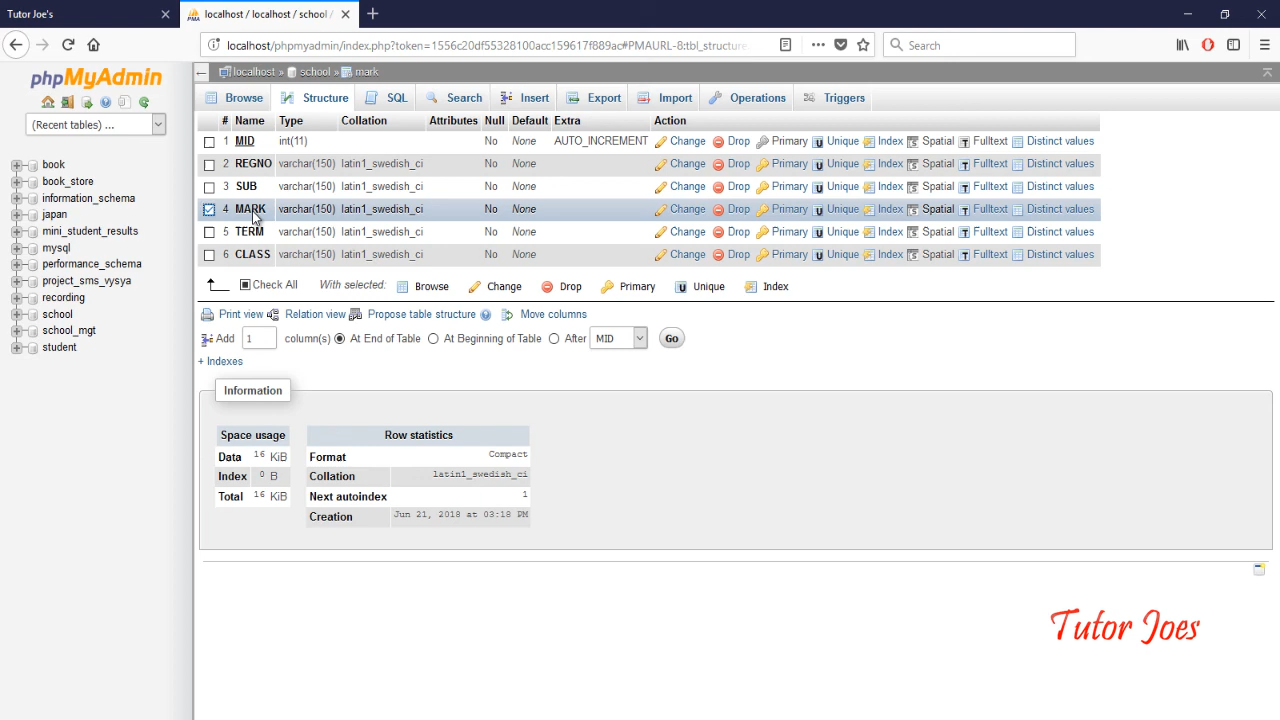 Tutor Joe's
localhost / localhost / school /
localhost/phpmyadmin/index.php?token=1556c20df55328100acc159617f889ac#PMAURL-8:tbl_structure.
Search
phpMyAdmin
(Recent tables) ...
book
book_store
information_schema
japan
mini_student_results
mysql
performance_schema
project_sms_vysya
recording
school
school_mgt
student
localhost » school » mark
Browse Structure SQL Search Insert Export Import Operations Triggers
# Name Type Collation Attributes Null Default Extra Action
1 MID int(11) No None AUTO_INCREMENT Change Drop Primary Unique Index Spatial Fulltext Distinct values
2 REGNO varchar(150) latin1_swedish_ci No None Change Drop Primary Unique Index Spatial Fulltext Distinct values
3 SUB varchar(150) latin1_swedish_ci No None Change Drop Primary Unique Index Spatial Fulltext Distinct values
4 MARK varchar(150) latin1_swedish_ci No None Change Drop Primary Unique Index Spatial Fulltext Distinct values
5 TERM varchar(150) latin1_swedish_ci No None Change Drop Primary Unique Index Spatial Fulltext Distinct values
6 CLASS varchar(150) latin1_swedish_ci No None Change Drop Primary Unique Index Spatial Fulltext Distinct values
Check All With selected: Browse Change Drop Primary Unique Index
Print view Relation view Propose table structure Move columns
Add 1 column(s) At End of Table At Beginning of Table After MID Go
+ Indexes
Information
Space usage
Data 16 KiB
Index 0 B
Total 16 KiB
Row statistics
Format Compact
Collation latin1_swedish_ci
Next autoindex 1
Creation Jun 21, 2018 at 03:18 PM
Tutor Joes